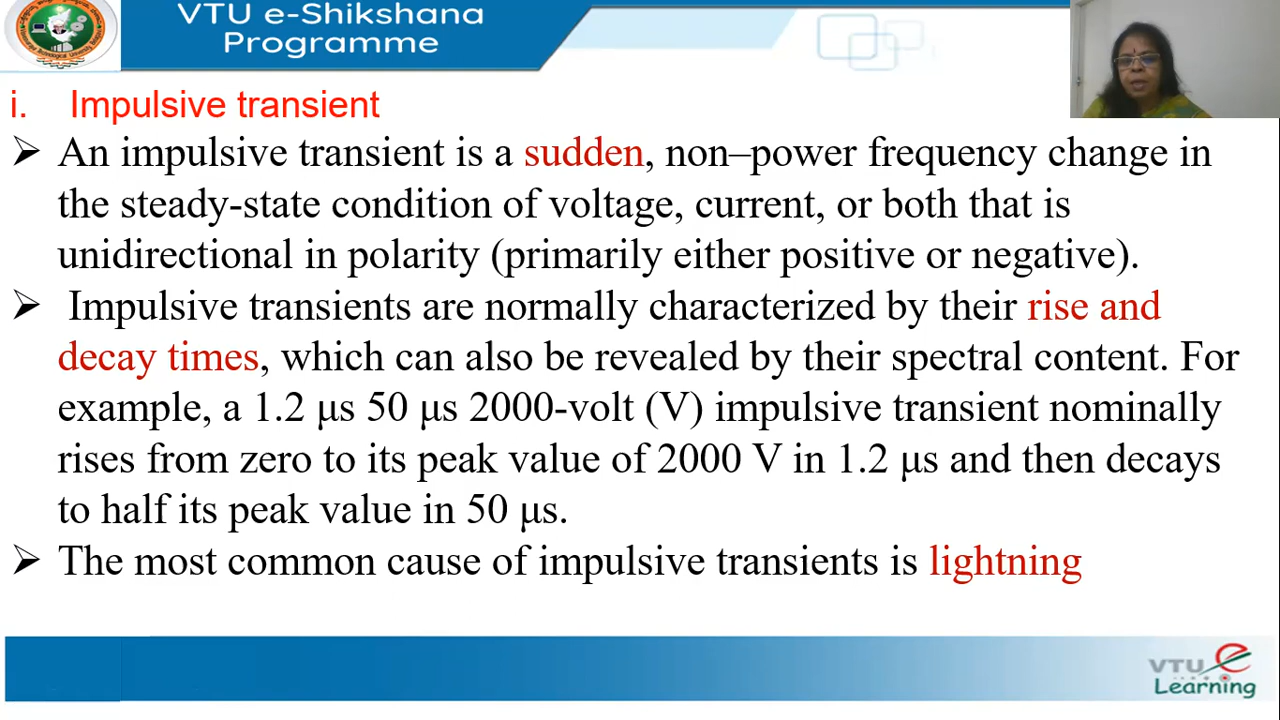 VTU e-Shikshana
Programme
i. Impulsive transient
➢ An impulsive transient is a sudden, non–power frequency change in
the steady-state condition of voltage, current, or both that is
unidirectional in polarity (primarily either positive or negative).
➢ Impulsive transients are normally characterized by their rise and
decay times, which can also be revealed by their spectral content. For
example, a 1.2 μs 50 μs 2000-volt (V) impulsive transient nominally
rises from zero to its peak value of 2000 V in 1.2 μs and then decays
to half its peak value in 50 μs.
➢ The most common cause of impulsive transients is lightning
VTU e
Learning